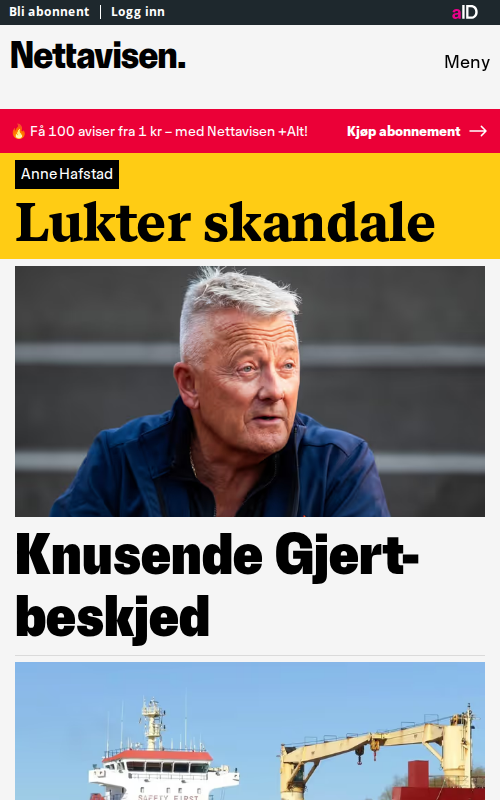 Bli abonnent
Logg inn
aID
Nettavisen.
Meny
🔥 Få 100 aviser fra 1 kr – med Nettavisen +Alt!
Kjøp abonnement →
Anne Hafstad
Lukter skandale
Knusende Gjert-
beskjed
SAFETY FIRST